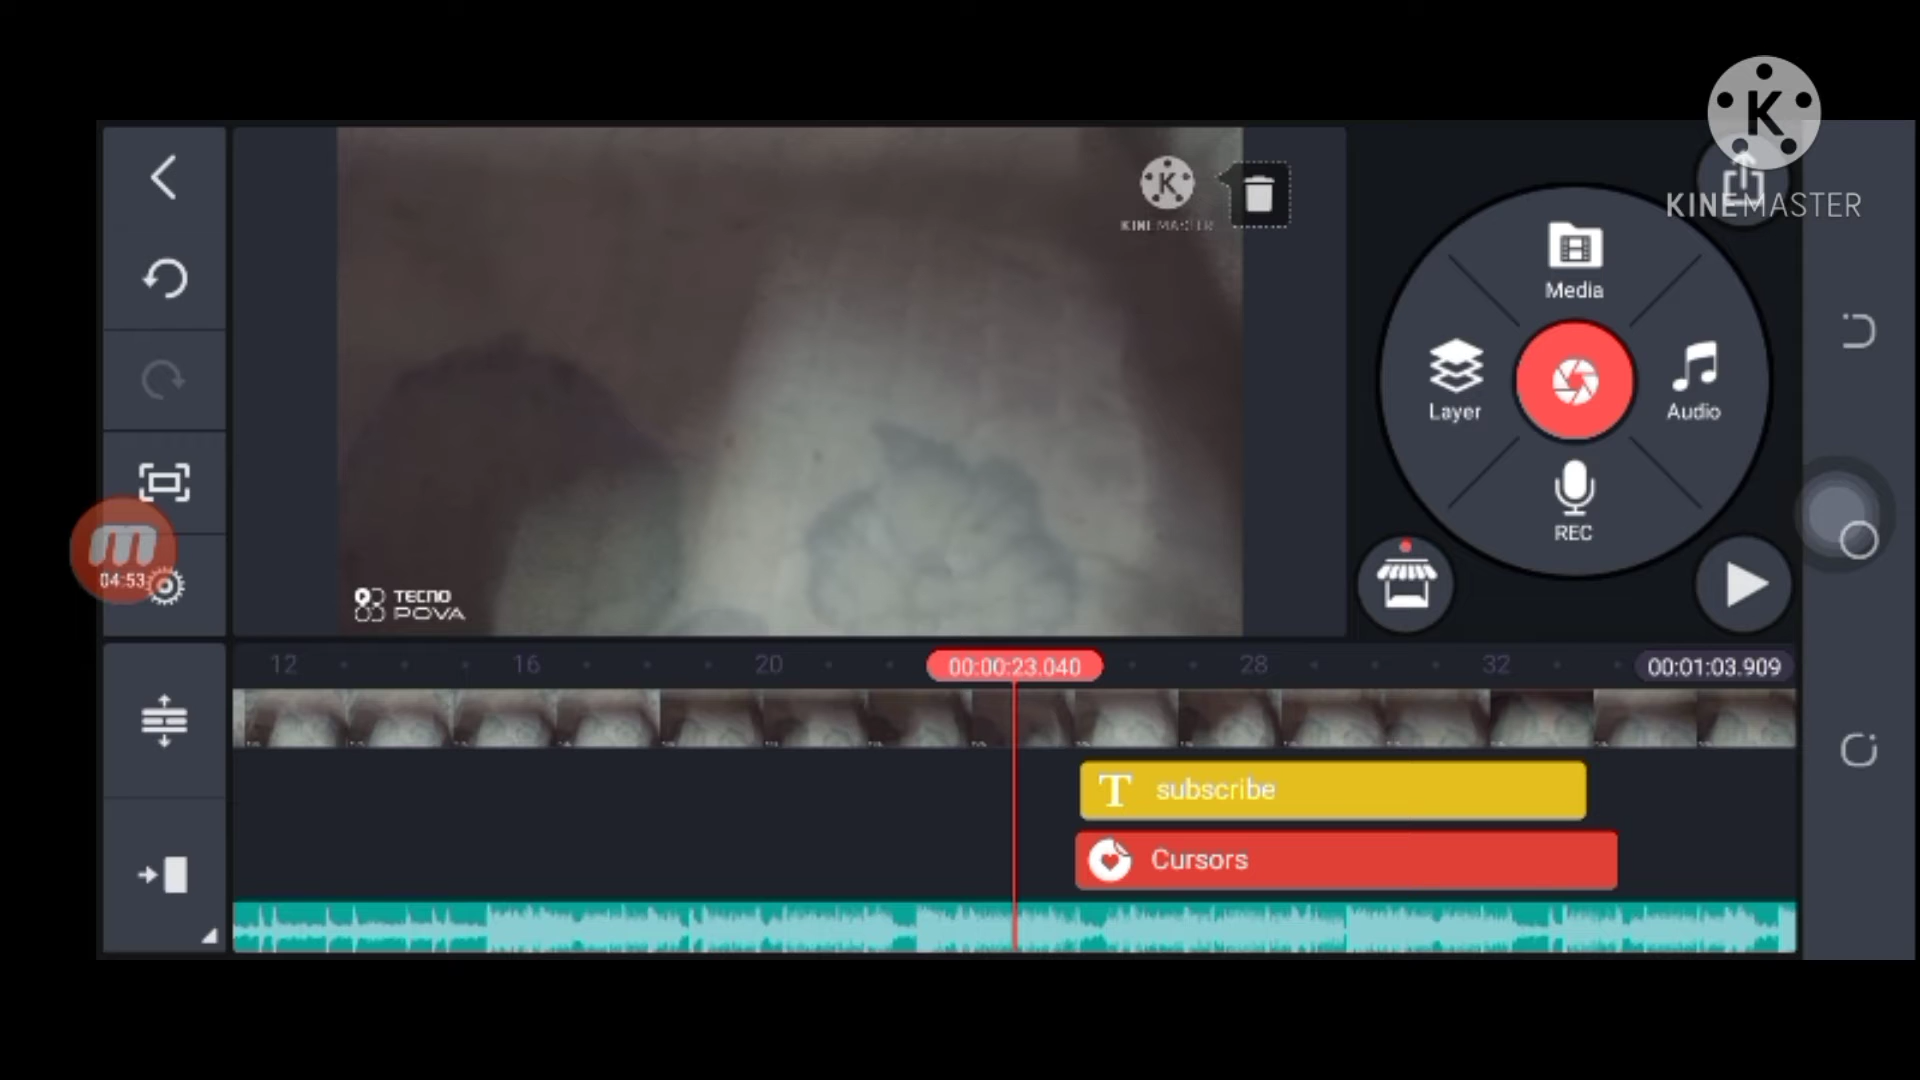 K
KINEMASTER
K
KINEMASTER
Media
Layer
Audio
REC
m
04:53
TECNO
POVA
12
16
20
00:00:23.040
28
32
00:01:03.909
T subscribe
Cursors